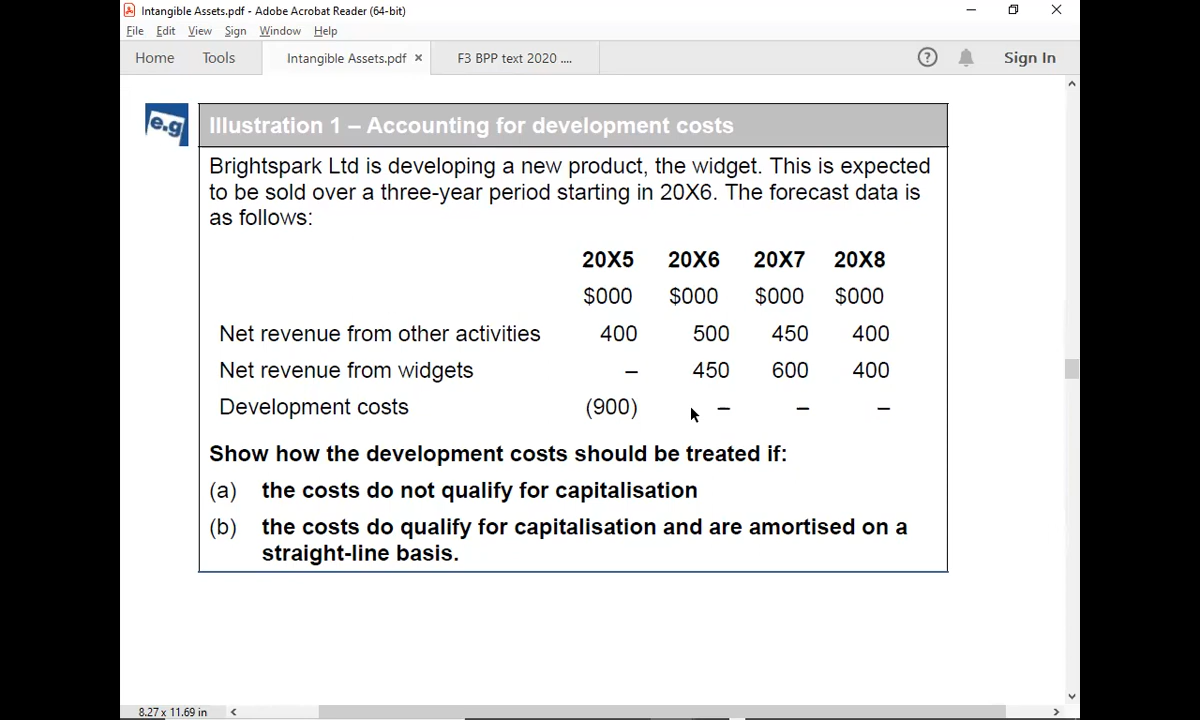 Intangible Assets.pdf - Adobe Acrobat Reader (64-bit)
File Edit View Sign Window Help
Home Tools Intangible Assets.pdf × F3 BPP text 2020 .... ? Sign In
e.g Illustration 1 – Accounting for development costs
Brightspark Ltd is developing a new product, the widget. This is expected
to be sold over a three-year period starting in 20X6. The forecast data is
as follows:
20X5 20X6 20X7 20X8
$000 $000 $000 $000
Net revenue from other activities 400 500 450 400
Net revenue from widgets – 450 600 400
Development costs (900) – – –
Show how the development costs should be treated if:
(a) the costs do not qualify for capitalisation
(b) the costs do qualify for capitalisation and are amortised on a
straight-line basis.
8.27 x 11.69 in